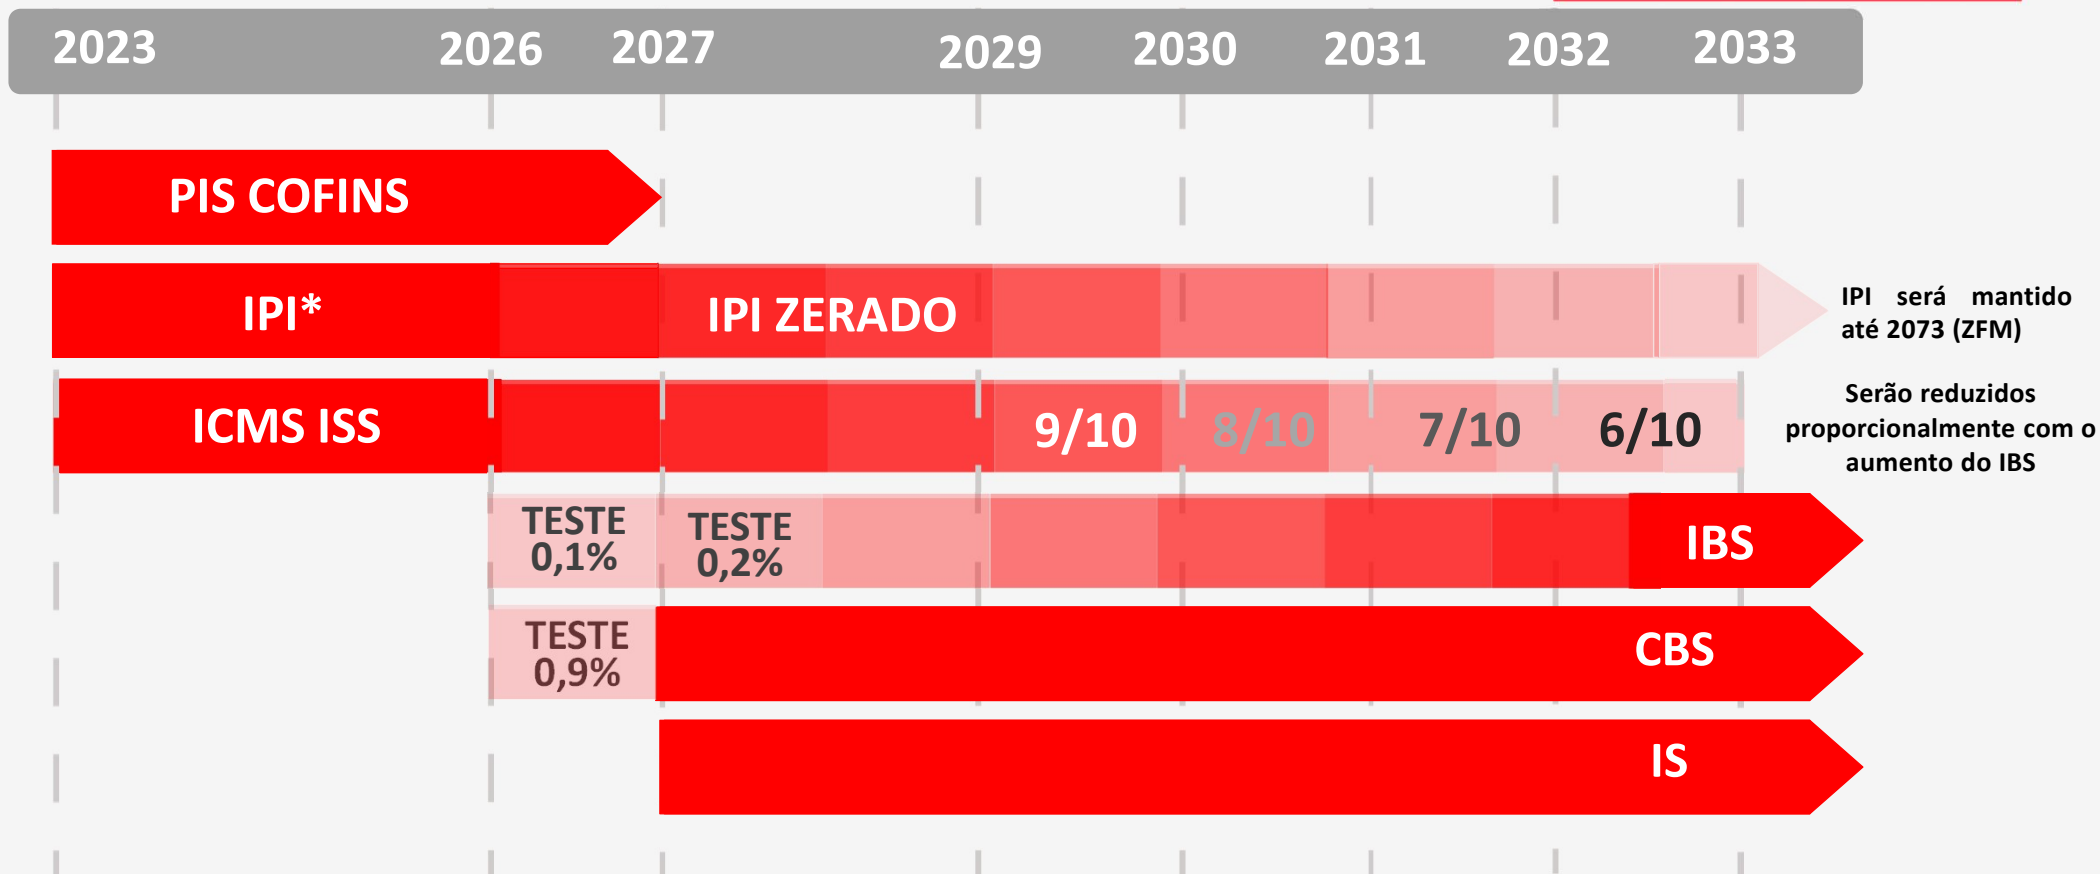 2023 2026 2027 2029 2030 2031 2032 2033
PIS COFINS
IPI*
IPI ZERADO
IPI será mantido
até 2073 (ZFM)
ICMS ISS
9/10
8/10
7/10
6/10
Serão reduzidos
proporcionalmente com o
aumento do IBS
TESTE
0,1%
TESTE
0,2%
IBS
TESTE
0,9%
CBS
IS